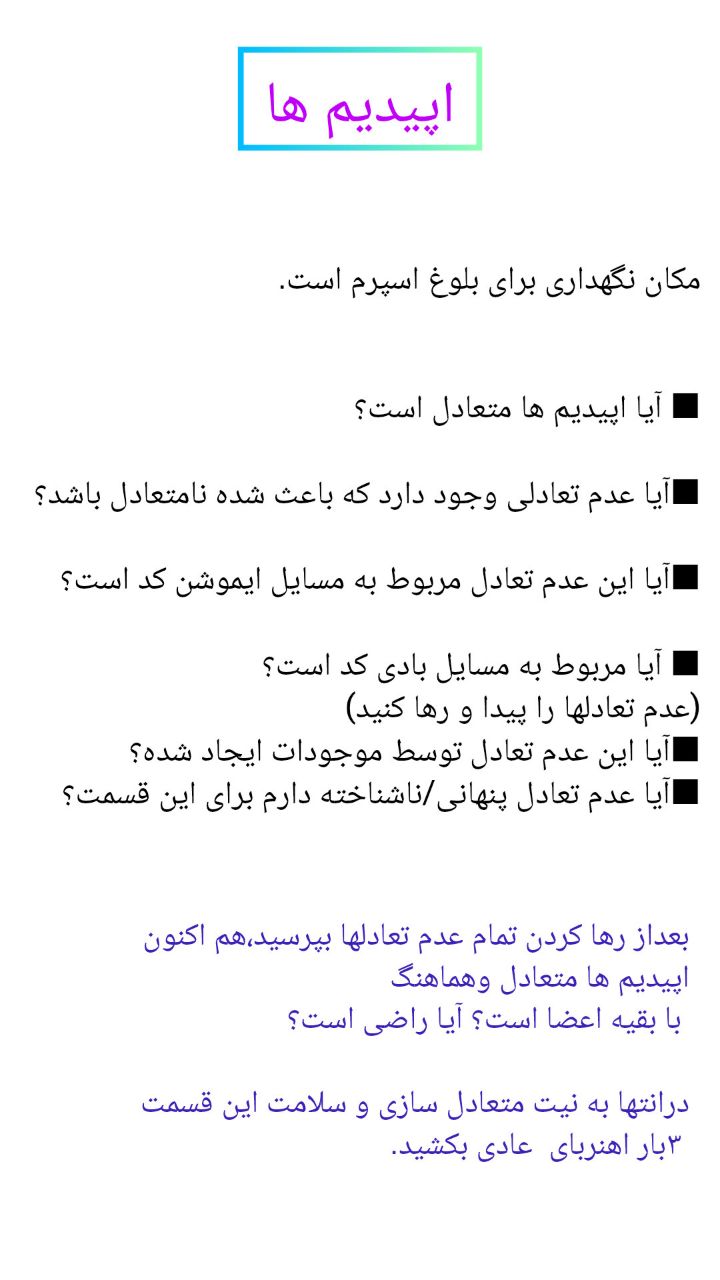 اپیدیم ها
مکان نگهداری برای بلوغ اسپرم است.
■ آیا اپیدیم ها متعادل است؟
■آیا عدم تعادلی وجود دارد که باعث شده نامتعادل باشد؟
■آیا این عدم تعادل مربوط به مسایل ایموشن کد است؟
■ آیا مربوط به مسایل بادی کد است؟
(عدم تعادلها را پیدا و رها کنید)
■آیا این عدم تعادل توسط موجودات ایجاد شده؟
■آیا عدم تعادل پنهانی/ناشناخته دارم برای این قسمت؟
بعداز رها کردن تمام عدم تعادلها بپرسید،هم اکنون
اپیدیم ها متعادل وهماهنگ
با بقیه اعضا است؟ آیا راضی است؟
درانتها به نیت متعادل سازی و سلامت این قسمت
۳بار اهنربای عادی بکشید.